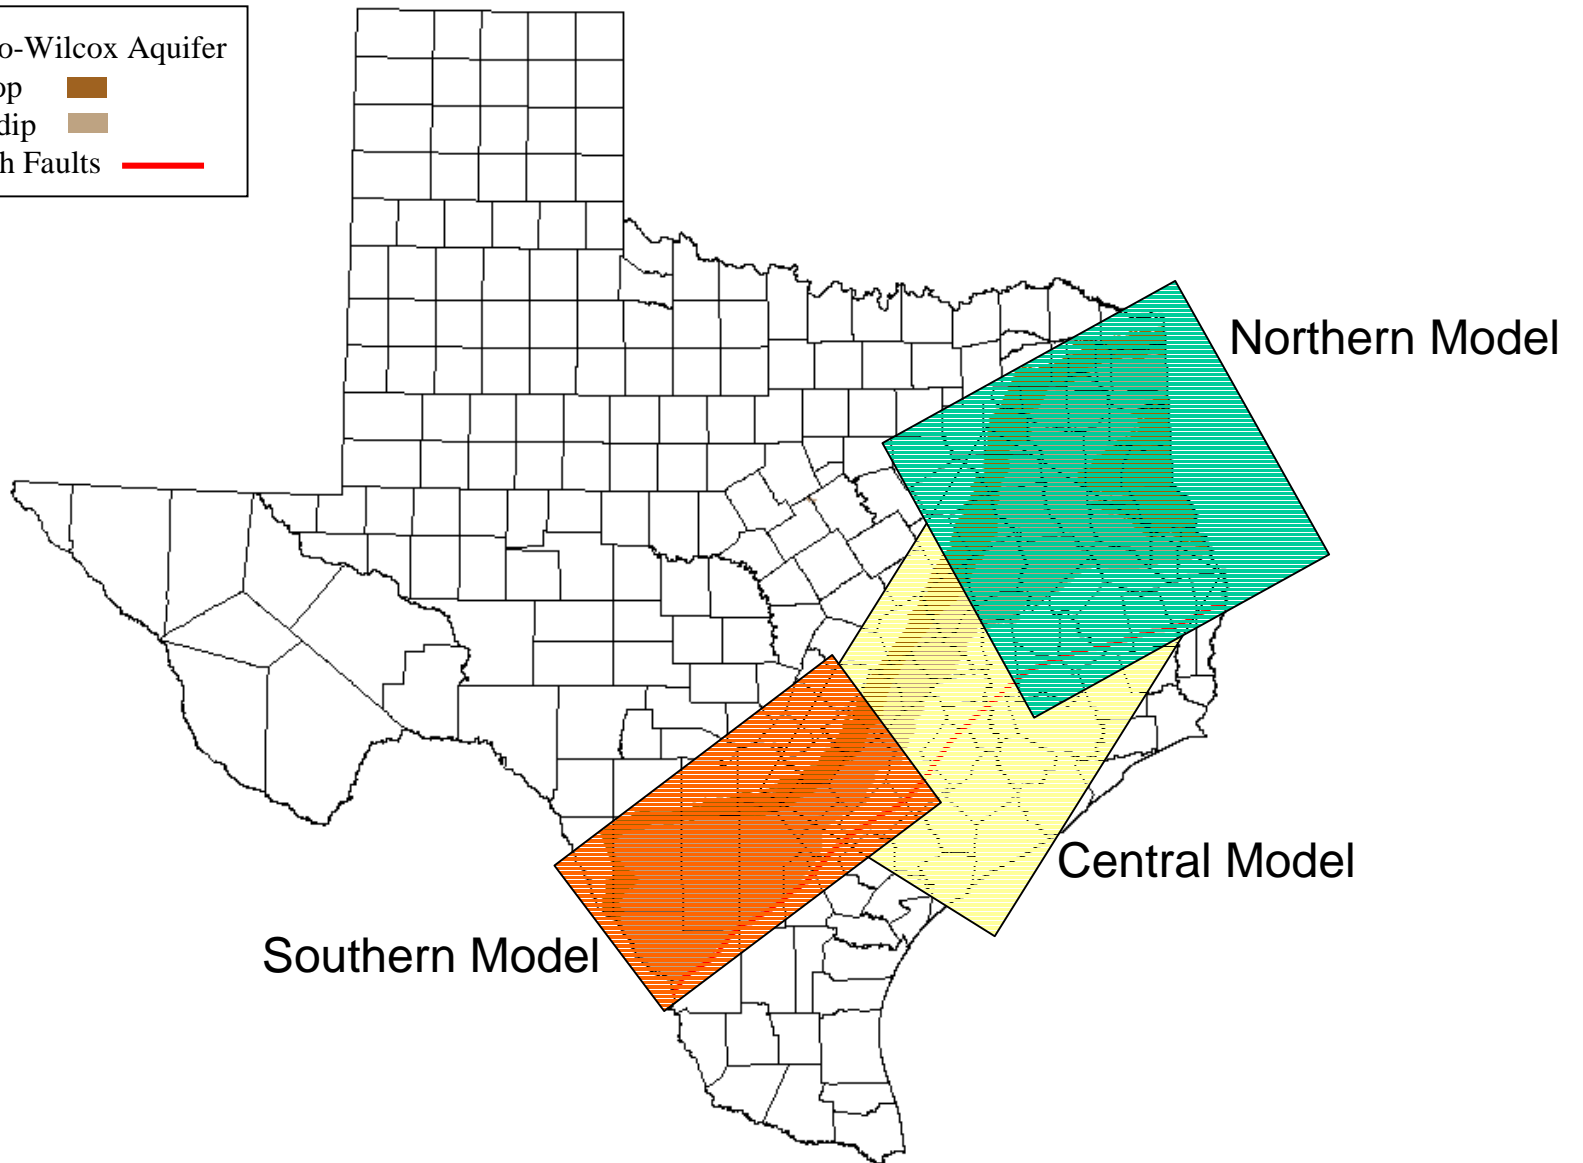 o-Wilcox Aquifer
op
dip
h Faults
Northern Model
Central Model
Southern Model